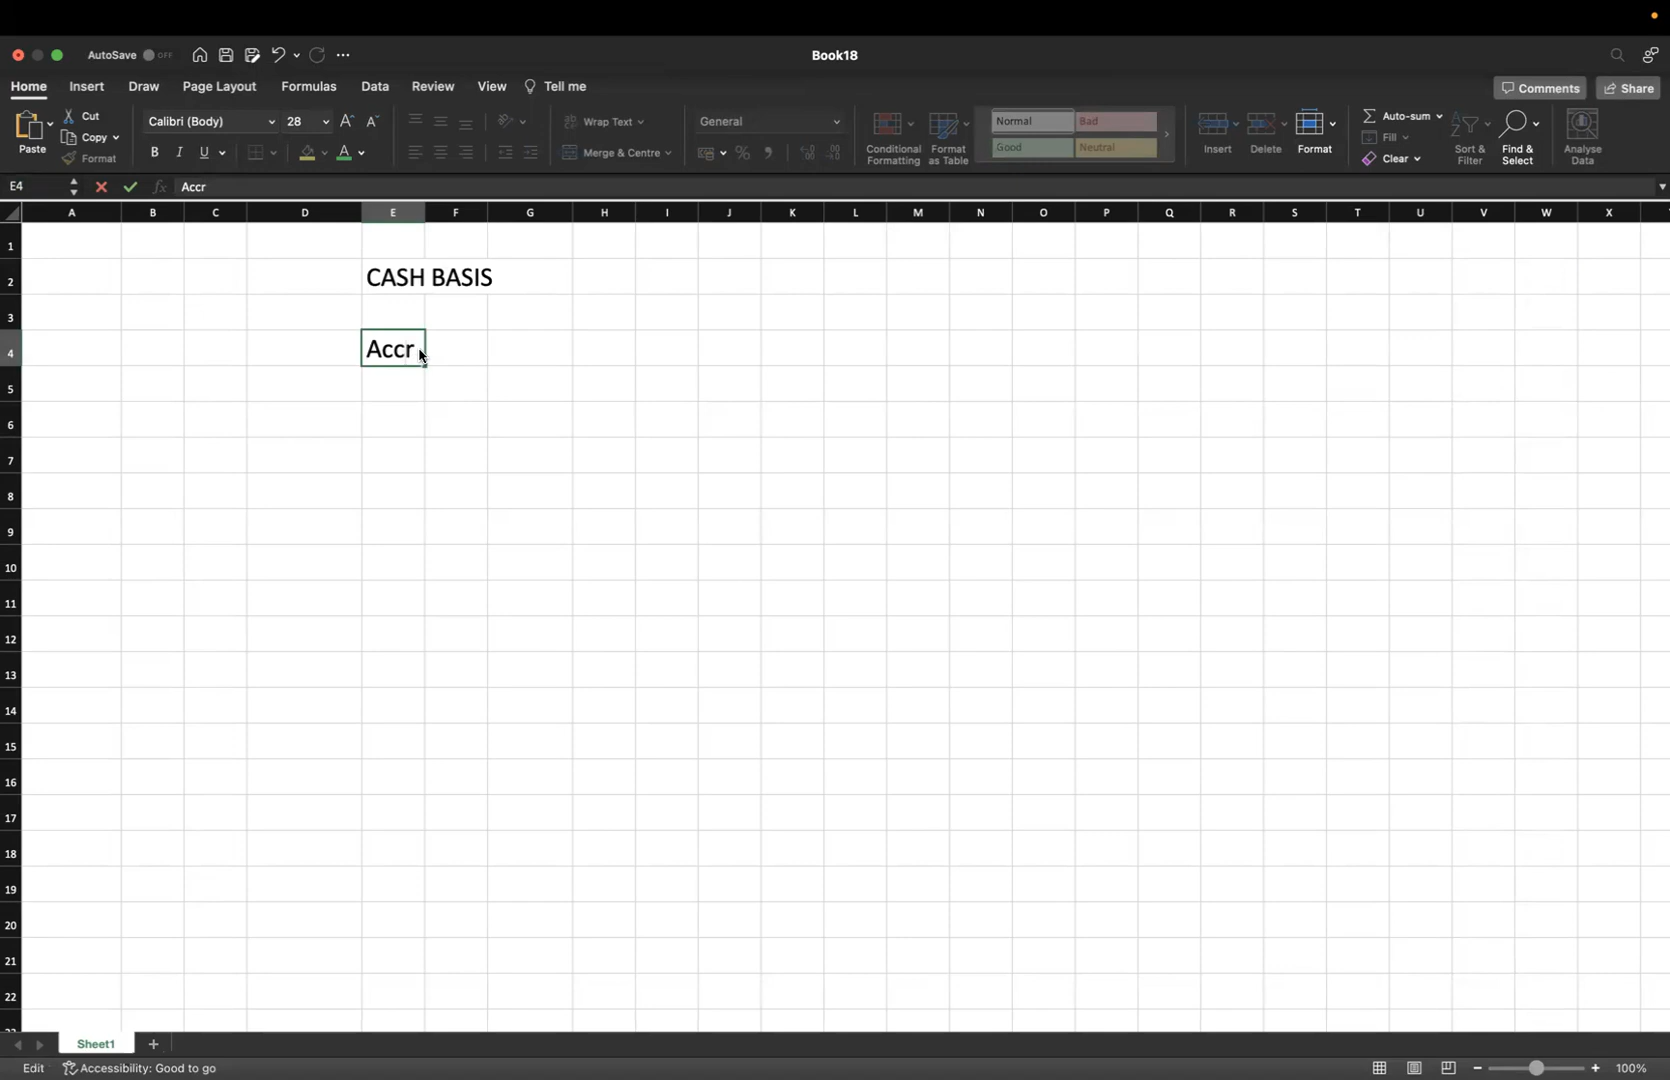 AutoSave OFF
Book18
Home Insert Draw Page Layout Formulas Data Review View Tell me
Comments Share
Paste
Cut
Copy
Format
Calibri (Body) 28
B I U
Wrap Text
Merge & Centre
General
Conditional Formatting
Format as Table
Normal Bad
Good Neutral
Insert
Delete
Format
Auto-sum
Fill
Clear
Sort & Filter
Find & Select
Analyse Data
E4 fx Accr
A B C D E F G H I J K L M N O P Q R S T U V W X
1
2 CASH BASIS
3
4 Accr
5
6
7
8
9
10
11
12
13
14
15
16
17
18
19
20
21
22
Sheet1
Edit Accessibility: Good to go 100%